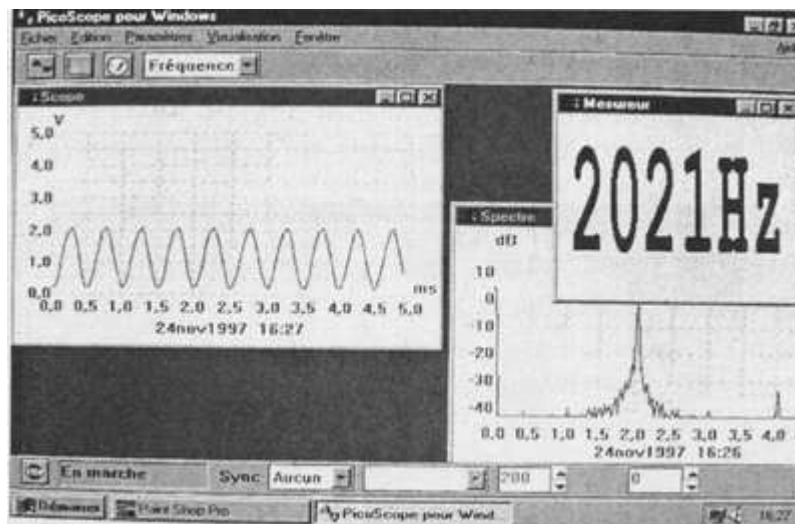 PicoScope pour Windows
Fichier Edition Paramètres Visualisation Fenêtre
Fréquence
Scope
V
5,0
4,0
3,0
2,0
1,0
0,0
0,0 0,5 1,0 1,5 2,0 2,5 3,0 3,5 4,0 4,5 5,0
ms
24nov1997 16:27
Mesureur
2021Hz
Spectre
dB
10
0
-10
-20
-30
-40
0,0 0,5 1,0 1,5 2,0 2,5 3,0 3,5 4,0
24nov1997 16:26
En marche Sync Aucun 200 0
Démarrer Paint Shop Pro PicoScope pour Wind... 16:27